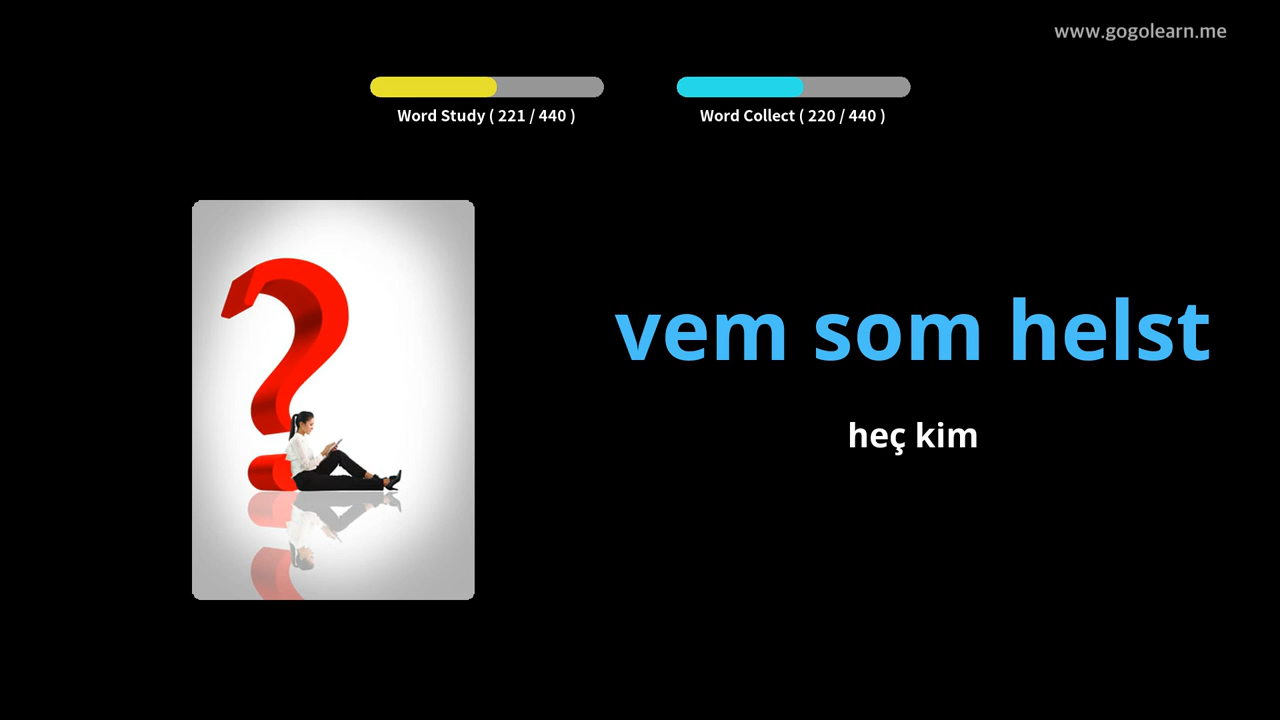 www.gogolearn.me
Word Study ( 221 / 440 )
Word Collect ( 220 / 440 )
vem som helst
heç kim